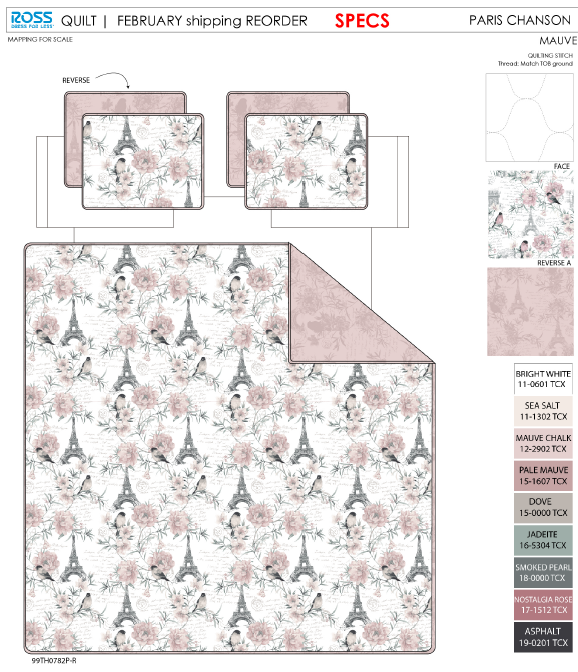 ROSS
DRESS FOR LESS
QUILT | FEBRUARY shipping REORDER SPECS PARIS CHANSON
MAPPING FOR SCALE
MAUVE
QUILTING STITCH
Thread: Match TOB ground
REVERSE
FACE
REVERSE A
BRIGHT WHITE
11-0601 TCX
SEA SALT
11-1302 TCX
MAUVE CHALK
12-2902 TCX
PALE MAUVE
15-1607 TCX
DOVE
15-0000 TCX
JADEITE
16-5304 TCX
SMOKED PEARL
18-0000 TCX
NOSTALGIA ROSE
17-1512 TCX
ASPHALT
19-0201 TCX
99TH0782P-R